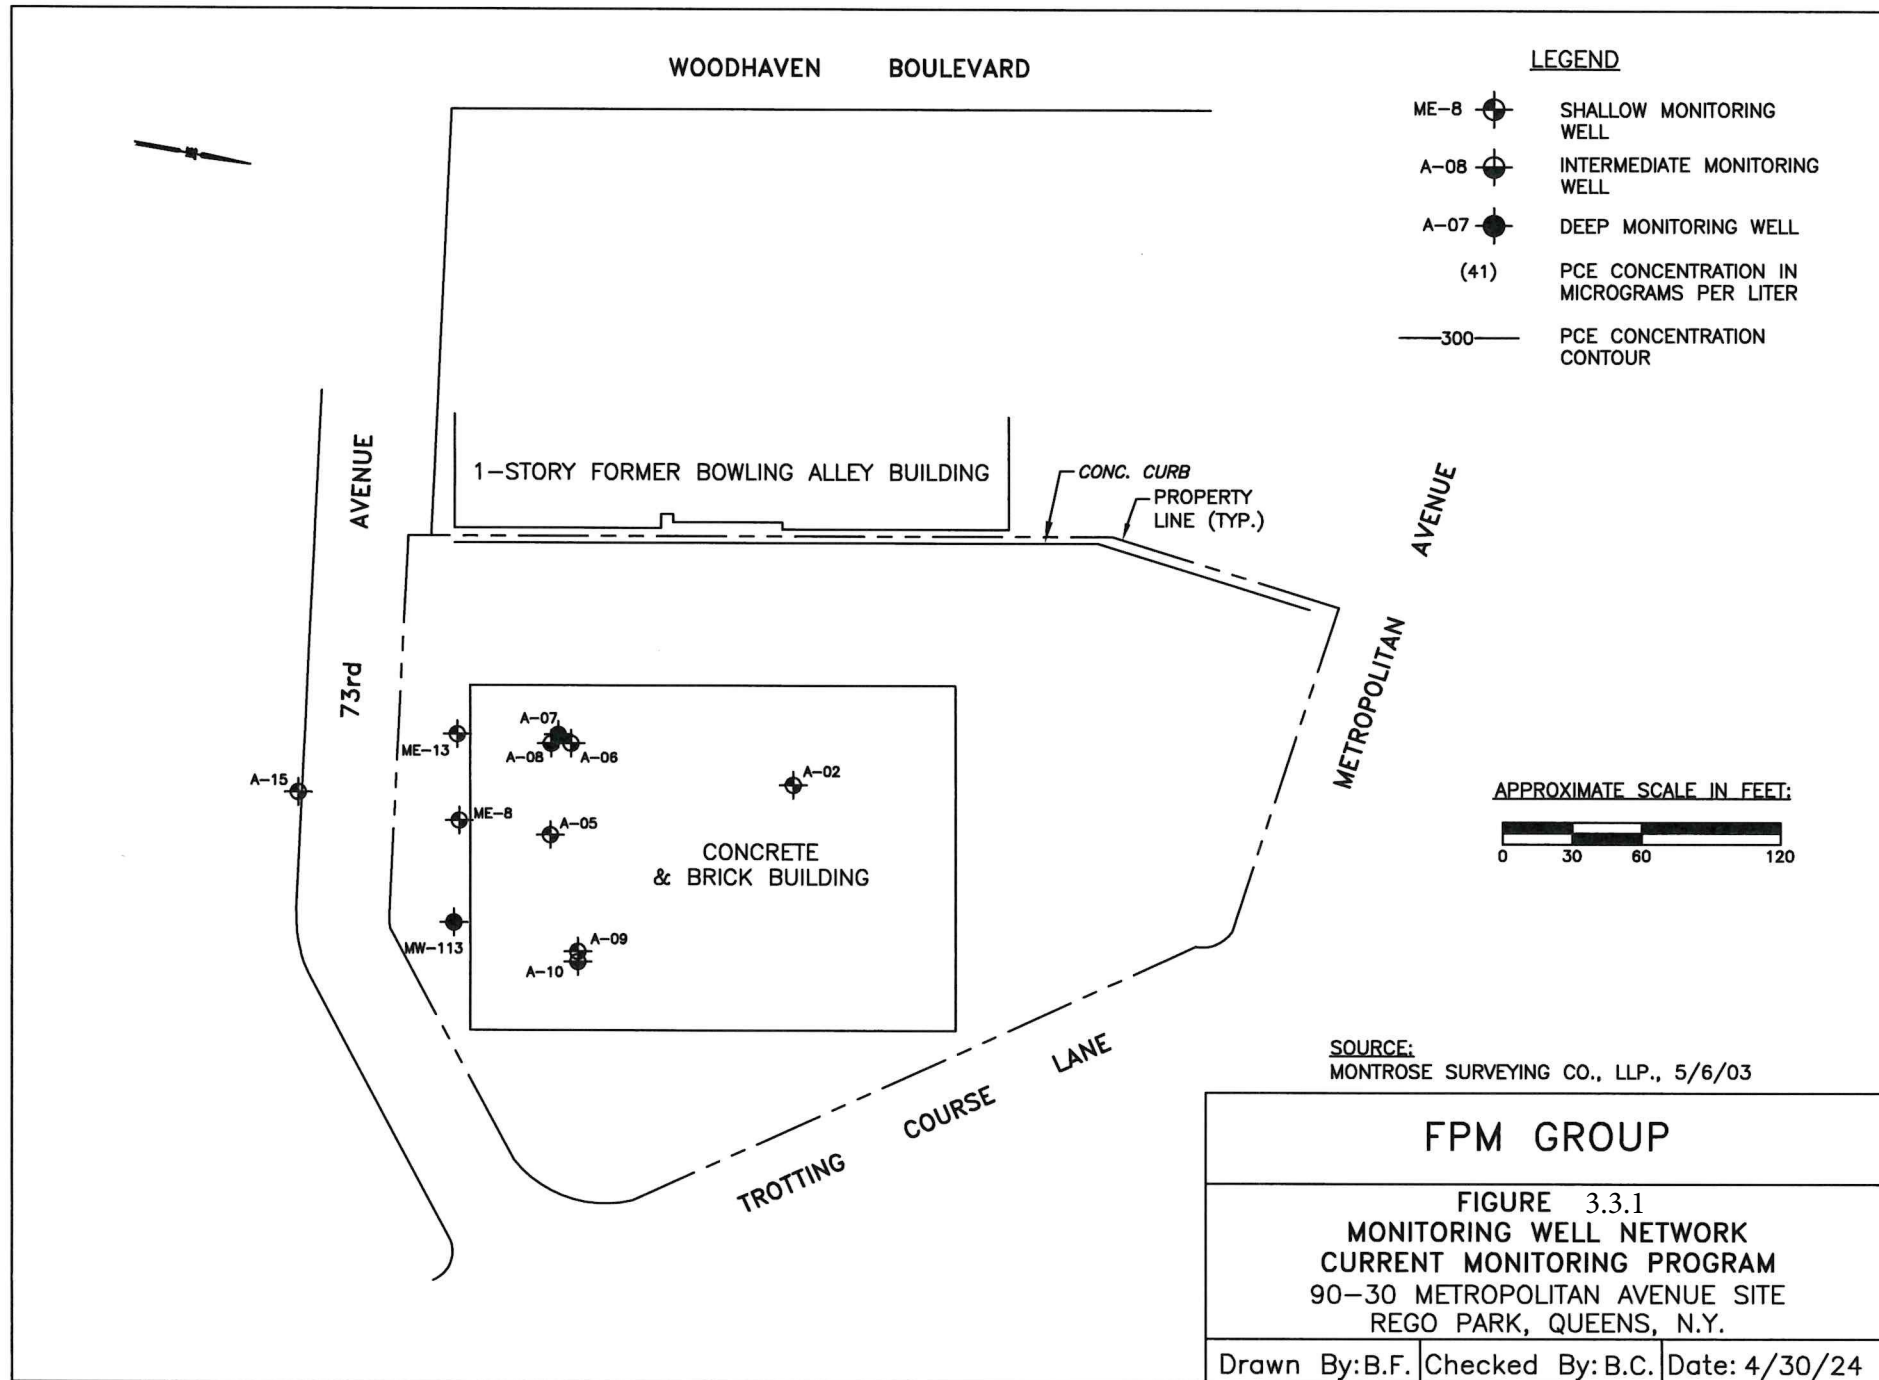 WOODHAVEN BOULEVARD
LEGEND
ME-8 SHALLOW MONITORING
WELL
A-08 INTERMEDIATE MONITORING
WELL
A-07 DEEP MONITORING WELL
(41) PCE CONCENTRATION IN
MICROGRAMS PER LITER
300 PCE CONCENTRATION
CONTOUR
73rd AVENUE
1-STORY FORMER BOWLING ALLEY BUILDING
CONC. CURB
PROPERTY
LINE (TYP.)
METROPOLITAN AVENUE
A-07
ME-13
A-08
A-06
A-15
A-02
ME-8
A-05
CONCRETE
& BRICK BUILDING
MW-113
A-09
A-10
APPROXIMATE SCALE IN FEET:
0 30 60 120
TROTTING COURSE LANE
SOURCE:
MONTROSE SURVEYING CO., LLP., 5/6/03
FPM GROUP
FIGURE 3.3.1
MONITORING WELL NETWORK
CURRENT MONITORING PROGRAM
90-30 METROPOLITAN AVENUE SITE
REGO PARK, QUEENS, N.Y.
Drawn By:B.F. Checked By:B.C. Date: 4/30/24